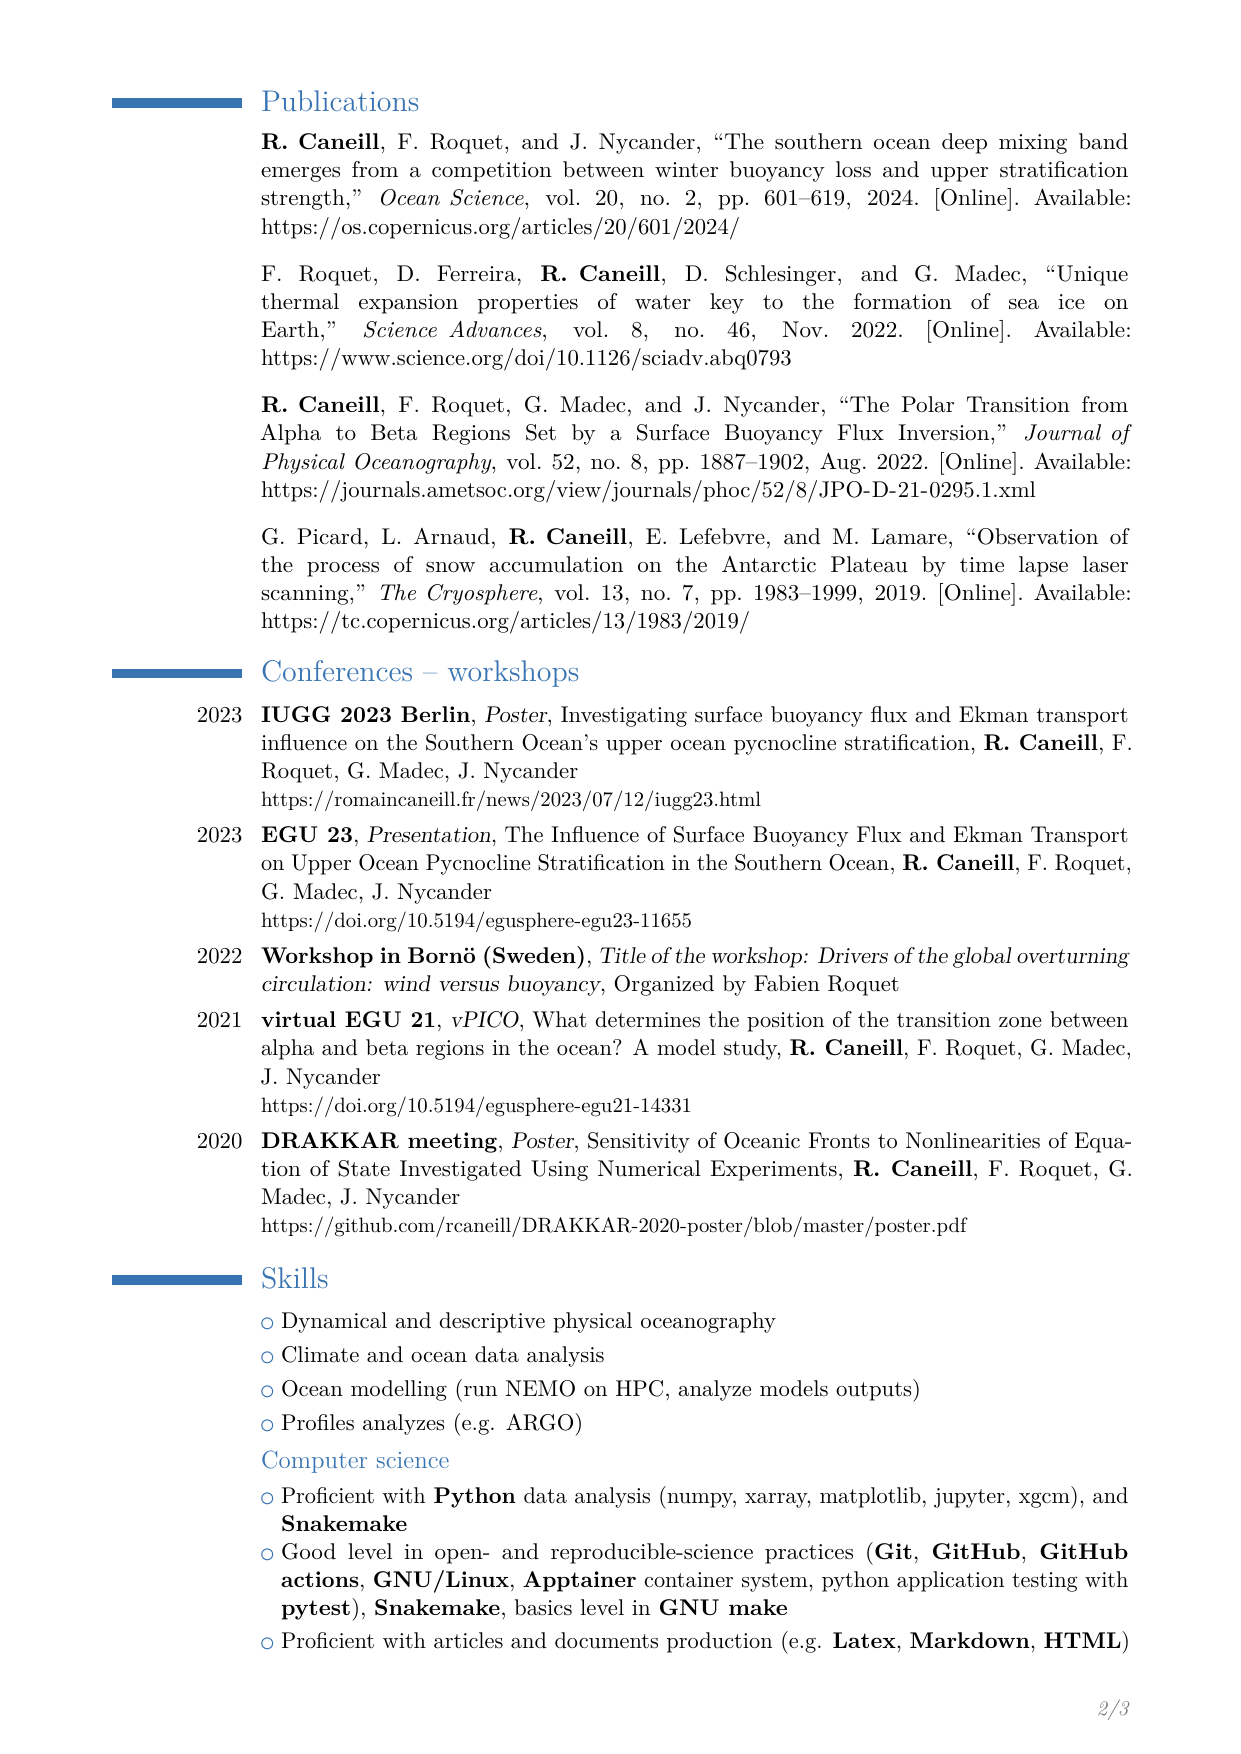 Publications
R. Caneill, F. Roquet, and J. Nycander, “The southern ocean deep mixing band
emerges from a competition between winter buoyancy loss and upper stratification
strength,” Ocean Science, vol. 20, no. 2, pp. 601–619, 2024. [Online]. Available:
https://os.copernicus.org/articles/20/601/2024/
F. Roquet, D. Ferreira, R. Caneill, D. Schlesinger, and G. Madec, “Unique
thermal expansion properties of water key to the formation of sea ice on
Earth,” Science Advances, vol. 8, no. 46, Nov. 2022. [Online]. Available:
https://www.science.org/doi/10.1126/sciadv.abq0793
R. Caneill, F. Roquet, G. Madec, and J. Nycander, “The Polar Transition from
Alpha to Beta Regions Set by a Surface Buoyancy Flux Inversion,” Journal of
Physical Oceanography, vol. 52, no. 8, pp. 1887–1902, Aug. 2022. [Online]. Available:
https://journals.ametsoc.org/view/journals/phoc/52/8/JPO-D-21-0295.1.xml
G. Picard, L. Arnaud, R. Caneill, E. Lefebvre, and M. Lamare, “Observation of
the process of snow accumulation on the Antarctic Plateau by time lapse laser
scanning,” The Cryosphere, vol. 13, no. 7, pp. 1983–1999, 2019. [Online]. Available:
https://tc.copernicus.org/articles/13/1983/2019/
Conferences – workshops
2023 IUGG 2023 Berlin, Poster, Investigating surface buoyancy flux and Ekman transport
influence on the Southern Ocean’s upper ocean pycnocline stratification, R. Caneill, F.
Roquet, G. Madec, J. Nycander
https://romaincaneill.fr/news/2023/07/12/iugg23.html
2023 EGU 23, Presentation, The Influence of Surface Buoyancy Flux and Ekman Transport
on Upper Ocean Pycnocline Stratification in the Southern Ocean, R. Caneill, F. Roquet,
G. Madec, J. Nycander
https://doi.org/10.5194/egusphere-egu23-11655
2022 Workshop in Bornö (Sweden), Title of the workshop: Drivers of the global overturning
circulation: wind versus buoyancy, Organized by Fabien Roquet
2021 virtual EGU 21, vPICO, What determines the position of the transition zone between
alpha and beta regions in the ocean? A model study, R. Caneill, F. Roquet, G. Madec,
J. Nycander
https://doi.org/10.5194/egusphere-egu21-14331
2020 DRAKKAR meeting, Poster, Sensitivity of Oceanic Fronts to Nonlinearities of Equa-
tion of State Investigated Using Numerical Experiments, R. Caneill, F. Roquet, G.
Madec, J. Nycander
https://github.com/rcaneill/DRAKKAR-2020-poster/blob/master/poster.pdf
Skills
○ Dynamical and descriptive physical oceanography
○ Climate and ocean data analysis
○ Ocean modelling (run NEMO on HPC, analyze models outputs)
○ Profiles analyzes (e.g. ARGO)
Computer science
○ Proficient with Python data analysis (numpy, xarray, matplotlib, jupyter, xgcm), and
Snakemake
○ Good level in open- and reproducible-science practices (Git, GitHub, GitHub
actions, GNU/Linux, Apptainer container system, python application testing with
pytest), Snakemake, basics level in GNU make
○ Proficient with articles and documents production (e.g. Latex, Markdown, HTML)
2/3